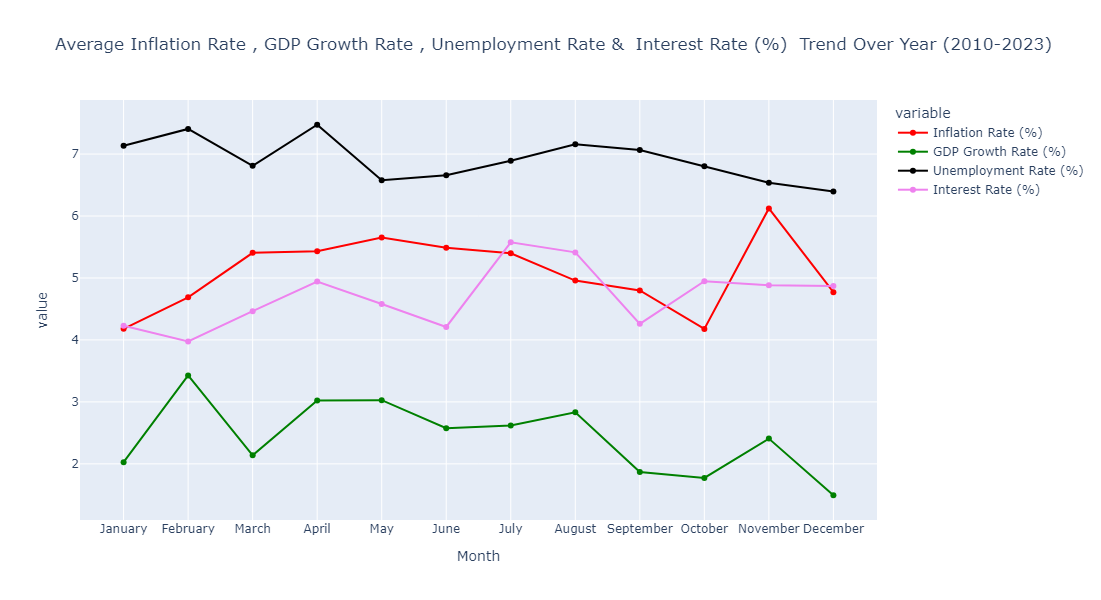 Average Inflation Rate , GDP Growth Rate , Unemployment Rate &  Interest Rate (%)  Trend Over Year (2010-2023)
variable
Inflation Rate (%)
GDP Growth Rate (%)
Unemployment Rate (%)
Interest Rate (%)
value
7
6
5
4
3
2
January February March April May June July August September October November December
Month